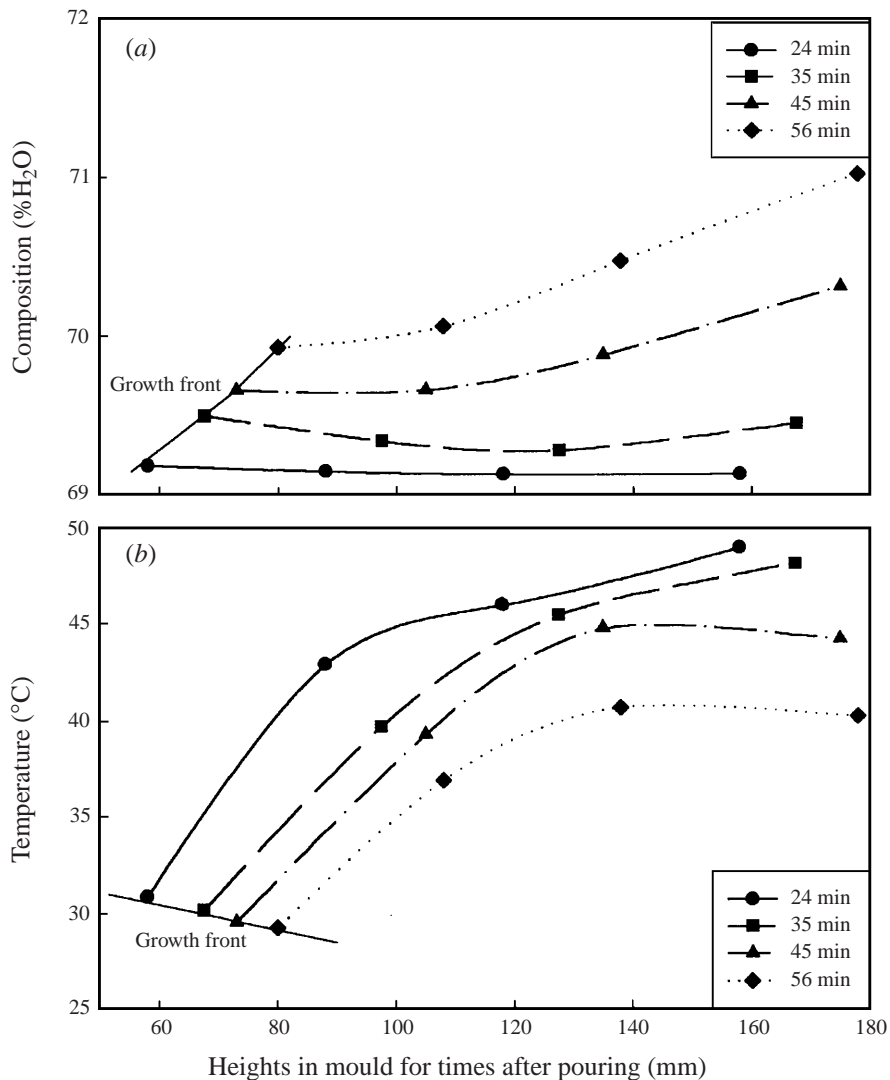 72
(a)
24 min
35 min
45 min
56 min
71
Composition (%H₂O)
70
Growth front
69
50
(b)
45
40
Temperature (°C)
35
30
Growth front
24 min
35 min
45 min
56 min
25
60 80 100 120 140 160 180
Heights in mould for times after pouring (mm)